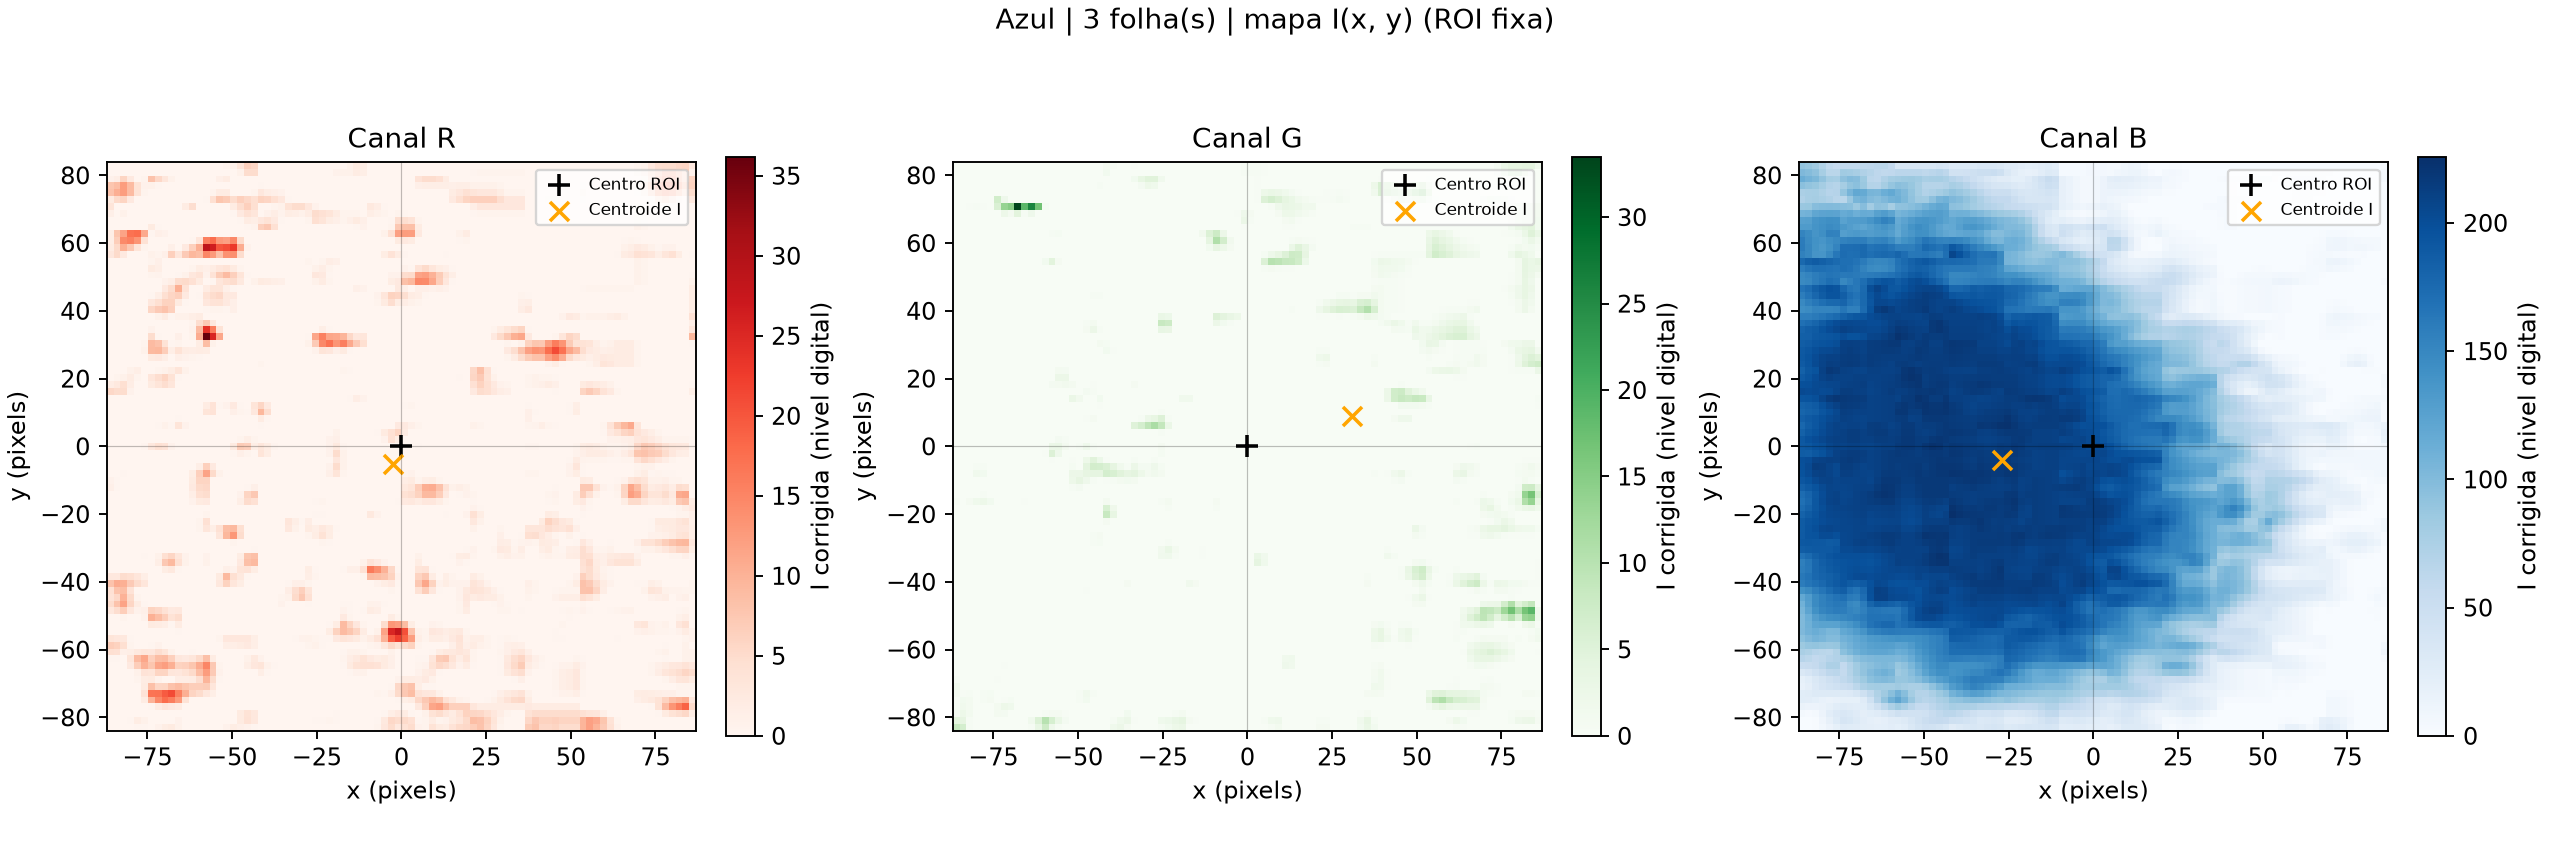 Azul | 3 folha(s) | mapa I(x, y) (ROI fixa)
Canal R
Centro ROI
Centroide I
80
60
40
20
0
−20
−40
−60
−80
y (pixels)
−75 −50 −25 0 25 50 75
x (pixels)
35
30
25
20
15
10
5
0
I corrigida (nivel digital)
Canal G
Centro ROI
Centroide I
80
60
40
20
0
−20
−40
−60
−80
y (pixels)
−75 −50 −25 0 25 50 75
x (pixels)
30
25
20
15
10
5
0
I corrigida (nivel digital)
Canal B
Centro ROI
Centroide I
80
60
40
20
0
−20
−40
−60
−80
y (pixels)
−75 −50 −25 0 25 50 75
x (pixels)
200
150
100
50
0
I corrigida (nivel digital)